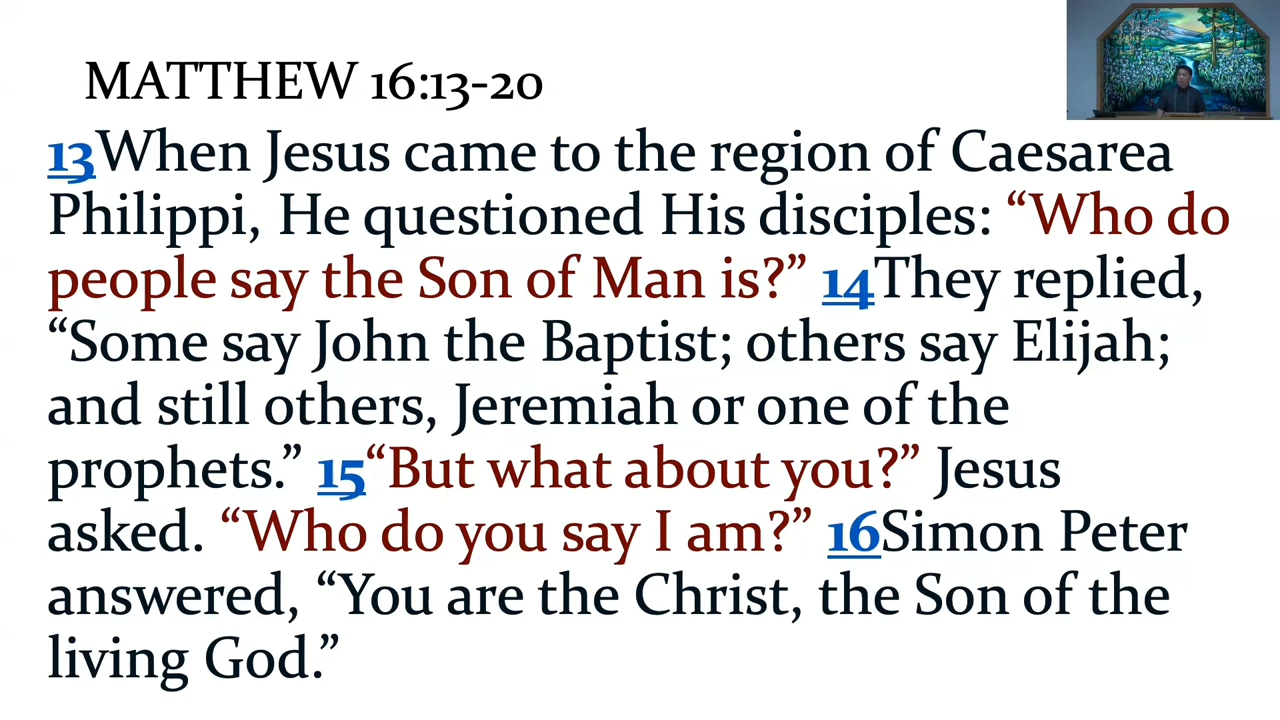 MATTHEW 16:13-20
13When Jesus came to the region of Caesarea
Philippi, He questioned His disciples: “Who do
people say the Son of Man is?” 14They replied,
“Some say John the Baptist; others say Elijah;
and still others, Jeremiah or one of the
prophets.” 15“But what about you?” Jesus
asked. “Who do you say I am?” 16Simon Peter
answered, “You are the Christ, the Son of the
living God.”